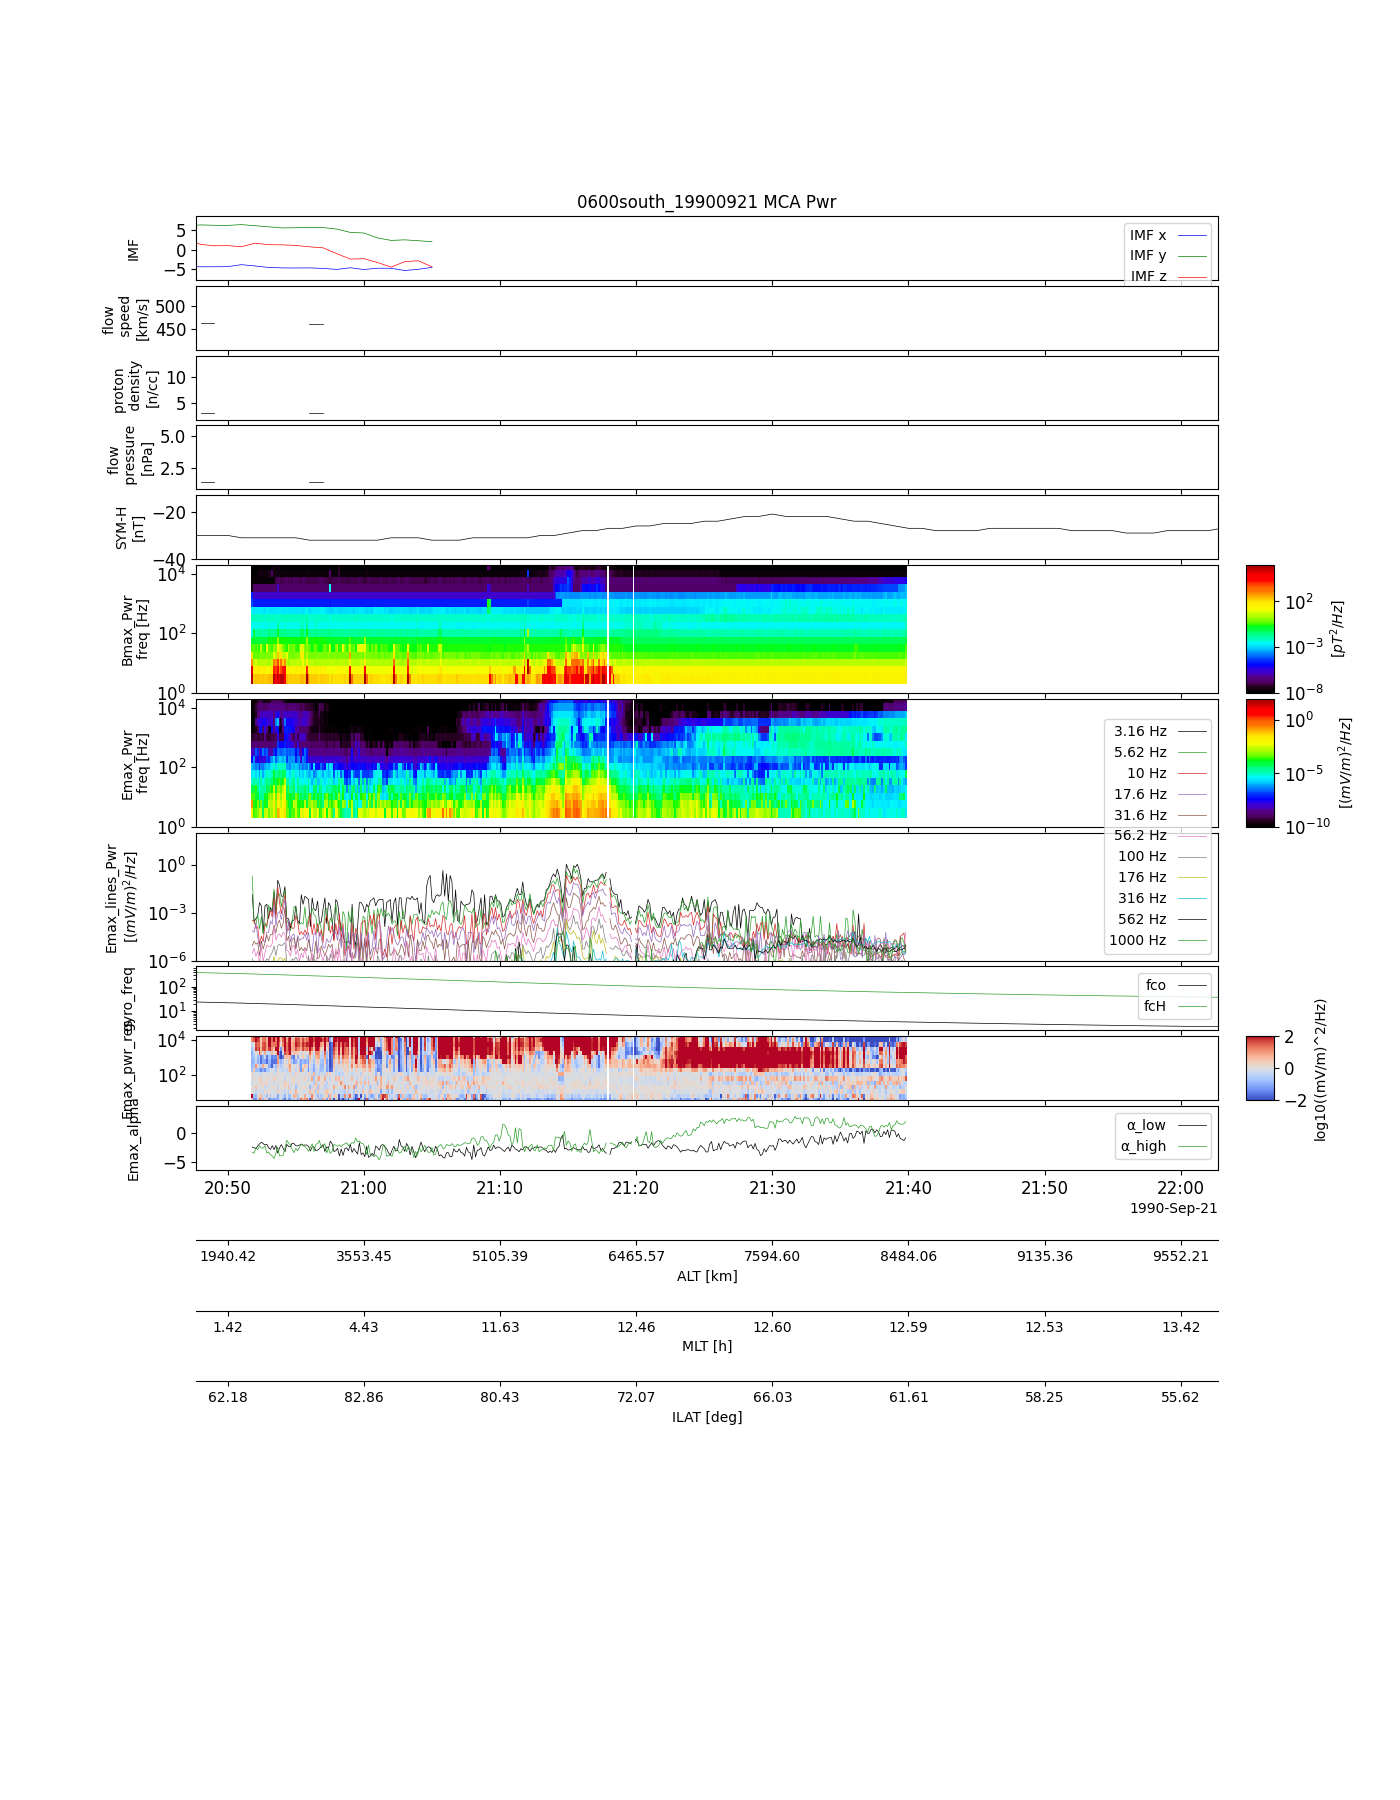 0600south_19900921 MCA Pwr
IMF
5
0
−5
IMF x
IMF y
IMF z
flow
speed
[km/s]
500
450
proton
density
[n/cc]
10
5
flow
pressure
[nPa]
5.0
2.5
SYM-H
[nT]
−20
−40
Bmax_Pwr
freq [Hz]
10^4
10^2
10^0
10^2
10^−3
10^−8
[pT^2/Hz]
Emax_Pwr
freq [Hz]
10^4
10^2
10^0
10^0
10^−5
10^−10
[(mV/m)^2/Hz]
3.16 Hz
5.62 Hz
10 Hz
17.6 Hz
31.6 Hz
56.2 Hz
100 Hz
176 Hz
316 Hz
562 Hz
1000 Hz
Emax_lines_Pwr
[(mV/m)^2/Hz]
10^0
10^−3
10^−6
gyro_freq
10^2
10^1
fco
fcH
Emax_pwr_reg
10^4
10^2
2
0
−2
log10((mV/m)^2/Hz)
Emax_alpha
0
−5
α_low
α_high
20:50 21:00 21:10 21:20 21:30 21:40 21:50 22:00
1990-Sep-21
1940.42 3553.45 5105.39 6465.57 7594.60 8484.06 9135.36 9552.21
ALT [km]
1.42 4.43 11.63 12.46 12.60 12.59 12.53 13.42
MLT [h]
62.18 82.86 80.43 72.07 66.03 61.61 58.25 55.62
ILAT [deg]